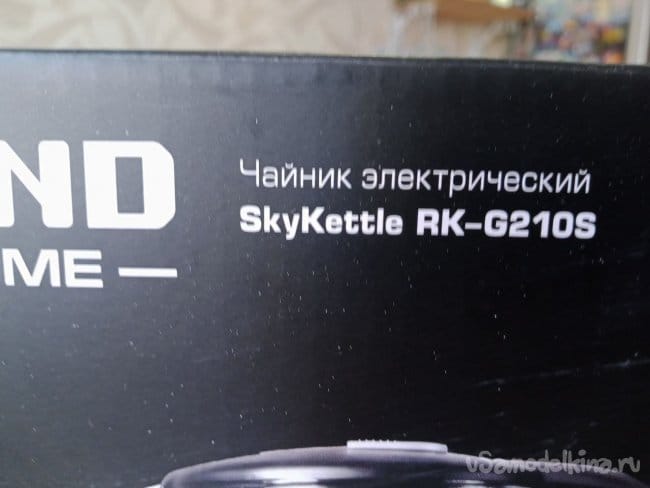 ND
Чайник электрический
SkyKettle RK-G210S
ME —
vSamodelkina.ru